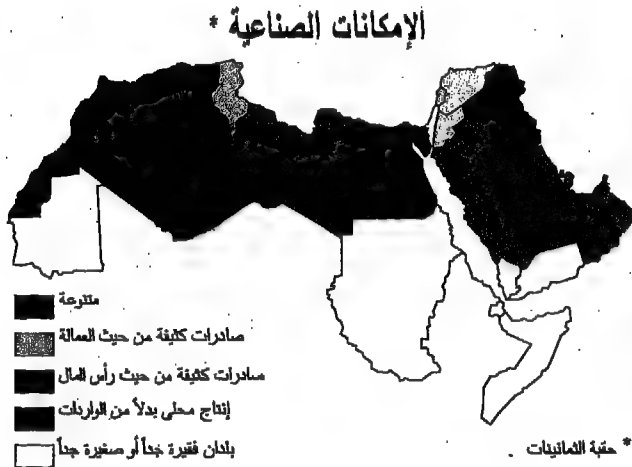 الإمكانات الصناعية *
متنوعة
صادرات كثيفة من حيث العمالة
صادرات كثيفة من حيث رأس المال
إنتاج محلى بدلاً من الواردات
بلدان فقيرة جداً أو صغيرة جداً
* حقبة الثمانينات